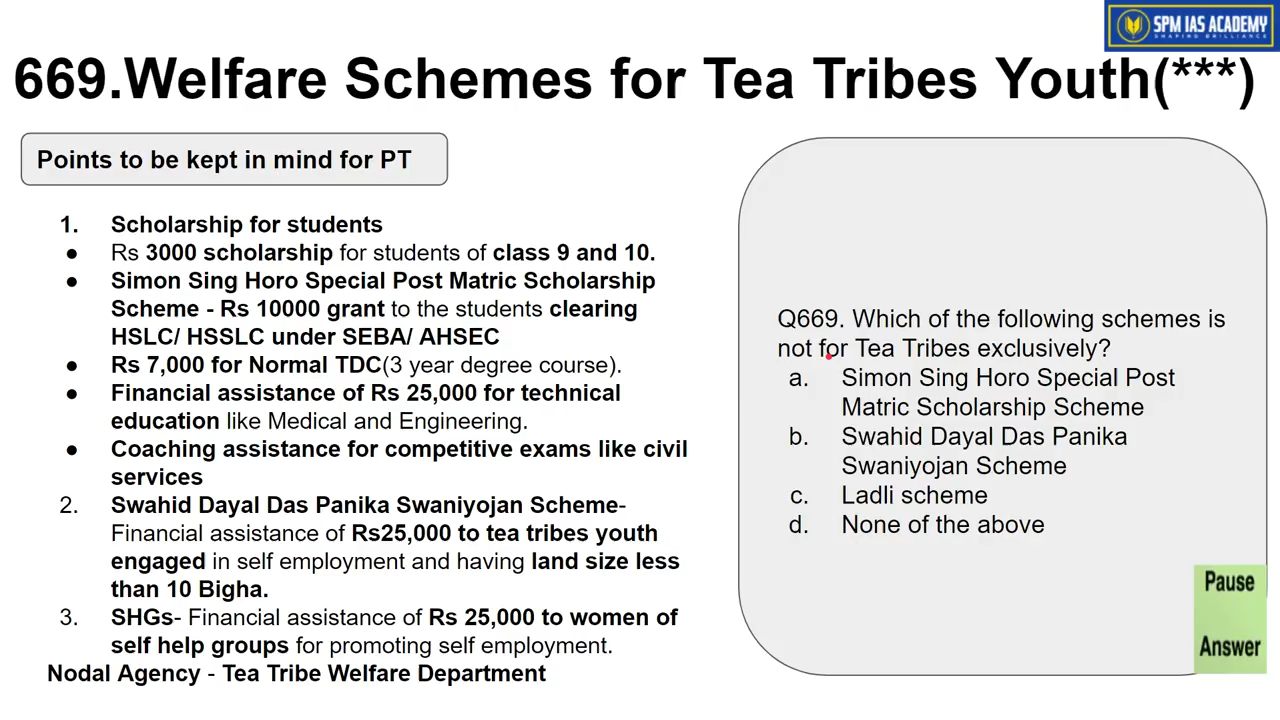 SPM IAS ACADEMY
SHAPING BRILLIANCE
669.Welfare Schemes for Tea Tribes Youth(***)
Points to be kept in mind for PT
1. Scholarship for students
● Rs 3000 scholarship for students of class 9 and 10.
● Simon Sing Horo Special Post Matric Scholarship
Scheme - Rs 10000 grant to the students clearing
HSLC/ HSSLC under SEBA/ AHSEC
● Rs 7,000 for Normal TDC(3 year degree course).
● Financial assistance of Rs 25,000 for technical
education like Medical and Engineering.
● Coaching assistance for competitive exams like civil
services
2. Swahid Dayal Das Panika Swaniyojan Scheme-
Financial assistance of Rs25,000 to tea tribes youth
engaged in self employment and having land size less
than 10 Bigha.
3. SHGs- Financial assistance of Rs 25,000 to women of
self help groups for promoting self employment.
Nodal Agency - Tea Tribe Welfare Department
Q669. Which of the following schemes is
not for Tea Tribes exclusively?
a. Simon Sing Horo Special Post
Matric Scholarship Scheme
b. Swahid Dayal Das Panika
Swaniyojan Scheme
c. Ladli scheme
d. None of the above
Pause
Answer